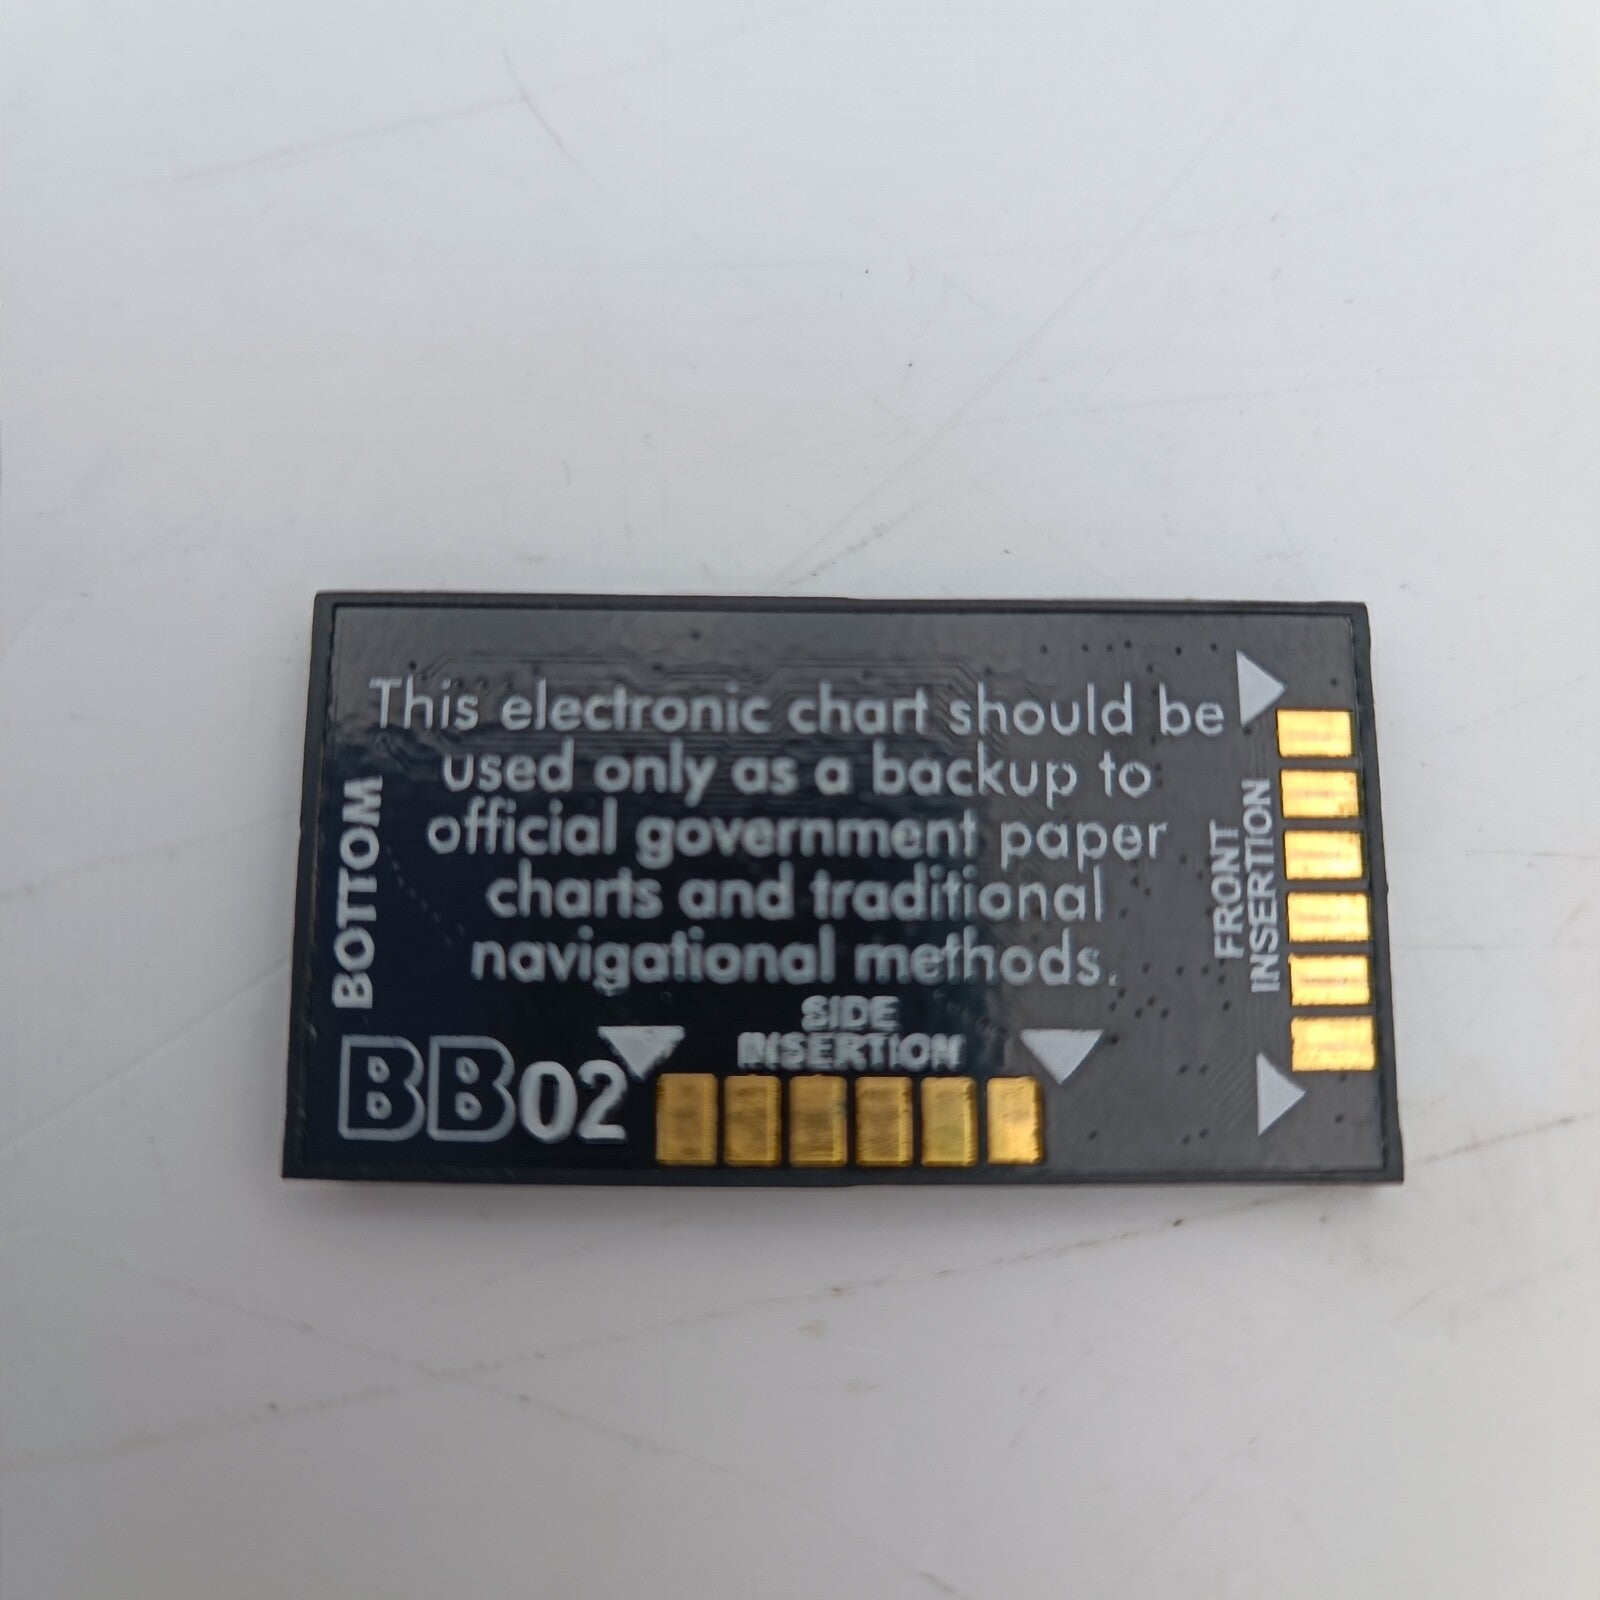 This electronic chart should be
used only as a backup to
official government paper
charts and traditional
navigational methods.
BOTTOM
FRONT
INSERTION
SIDE
INSERTION
BB02